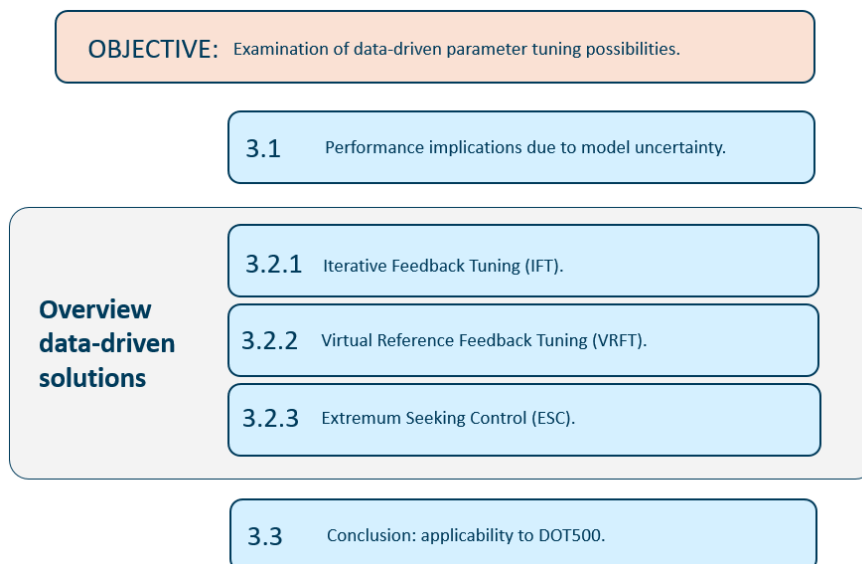 OBJECTIVE: Examination of data-driven parameter tuning possibilities.
3.1 Performance implications due to model uncertainty.
Overview
data-driven
solutions
3.2.1 Iterative Feedback Tuning (IFT).
3.2.2 Virtual Reference Feedback Tuning (VRFT).
3.2.3 Extremum Seeking Control (ESC).
3.3 Conclusion: applicability to DOT500.